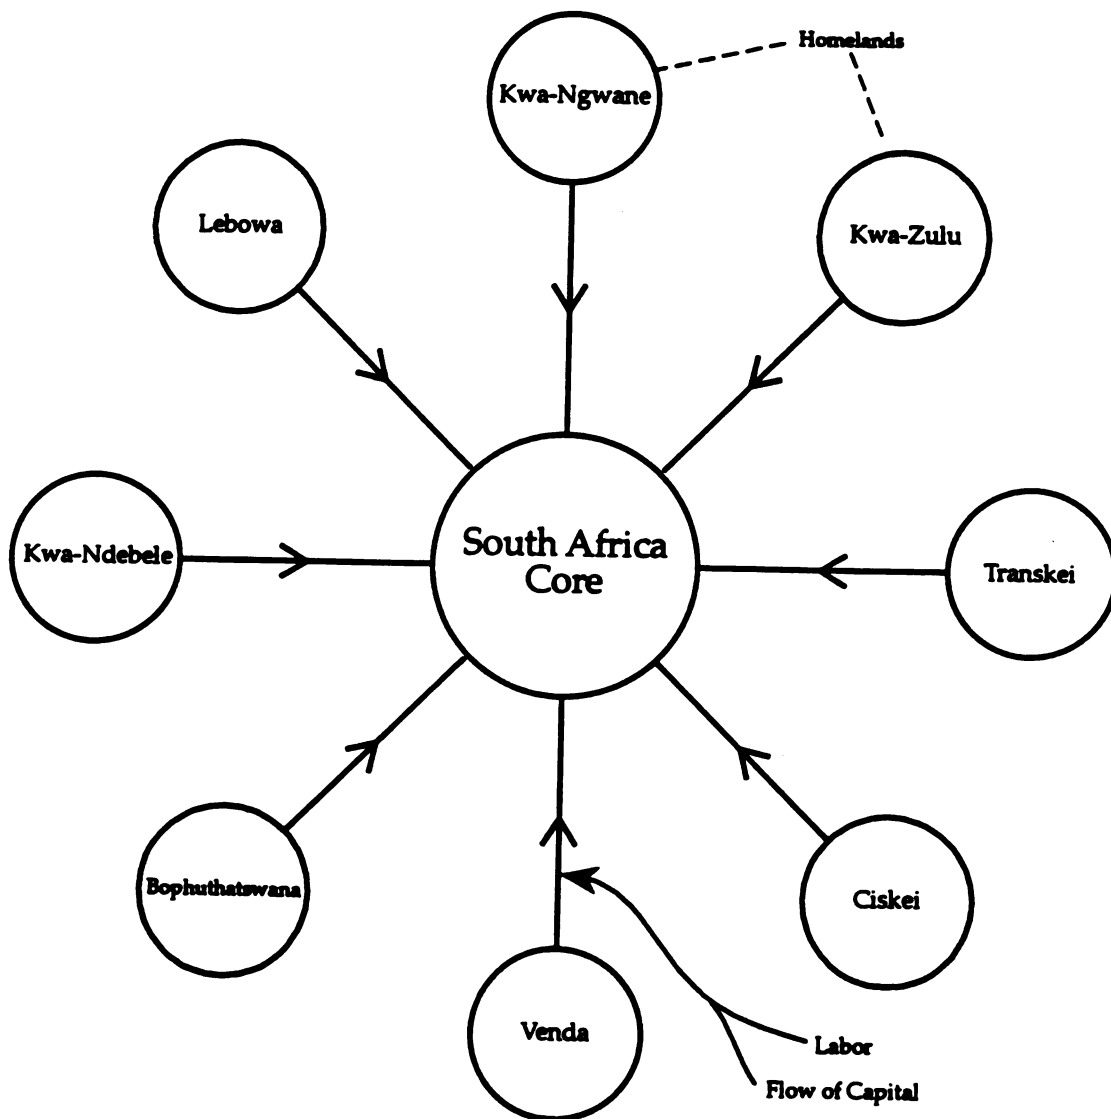 Homelands
Kwa-Ngwane
Lebowa
Kwa-Zulu
South Africa
Core
Kwa-Ndebele
Transkei
Bophuthatswana
Ciskei
Venda
Labor
Flow of Capital